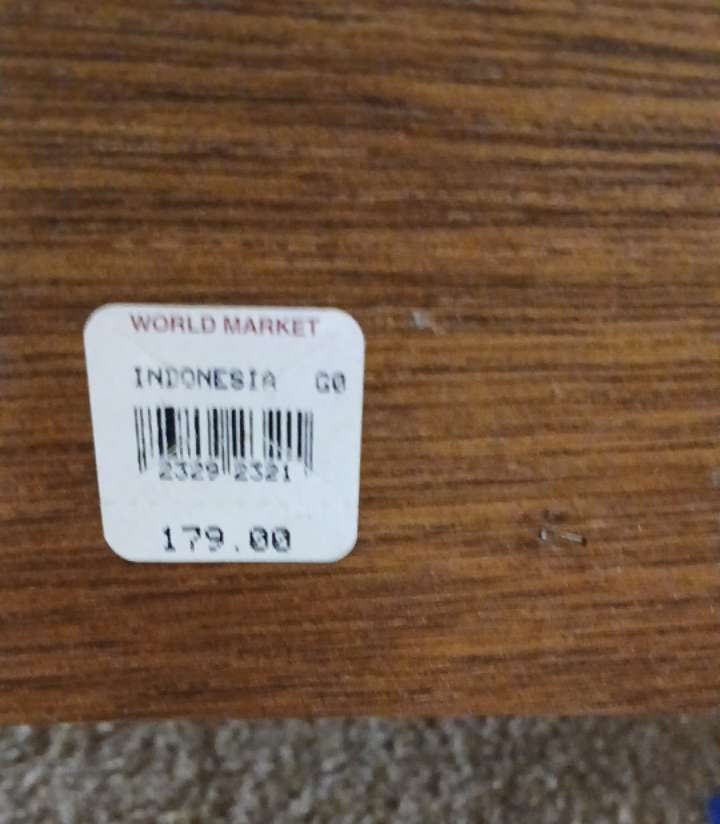 WORLD MARKET
INDONESIA G0
2329 2321
179.00